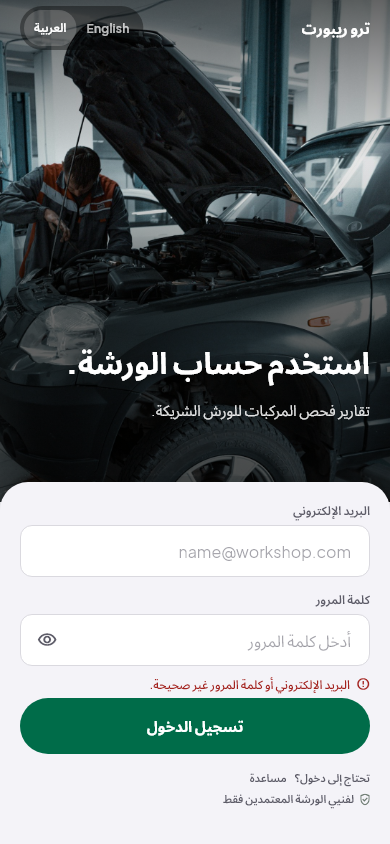 ترو ريبورت
English
العربية
استخدم حساب الورشة.
تقارير فحص المركبات للورش الشريكة.
البريد الإلكتروني
name@workshop.com
كلمة المرور
أدخل كلمة المرور
البريد الإلكتروني أو كلمة المرور غير صحيحة.
تسجيل الدخول
تحتاج إلى دخول؟ مساعدة
لفنيي الورشة المعتمدين فقط